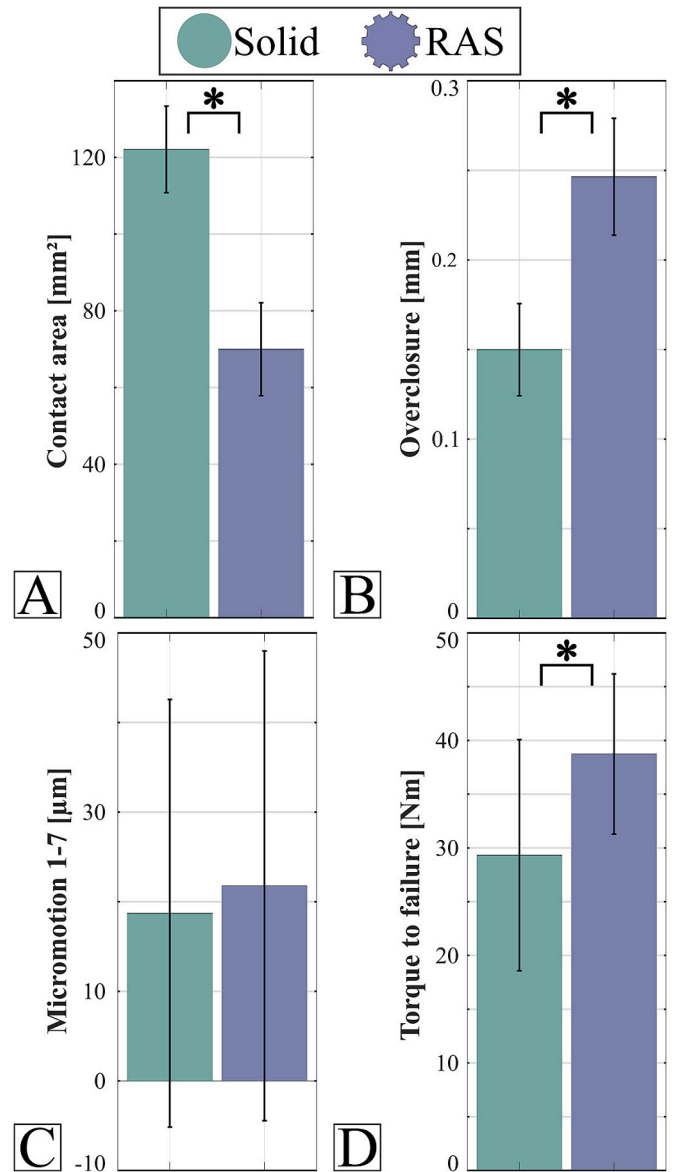 Solid RAS
Contact area [mm²]
120
80
40
0
A
*
Overclosure [mm]
0.3
0.2
0.1
0
B
*
Micromotion 1-7 [µm]
50
30
10
0
-10
C
Torque to failure [Nm]
50
40
30
20
10
0
D
*